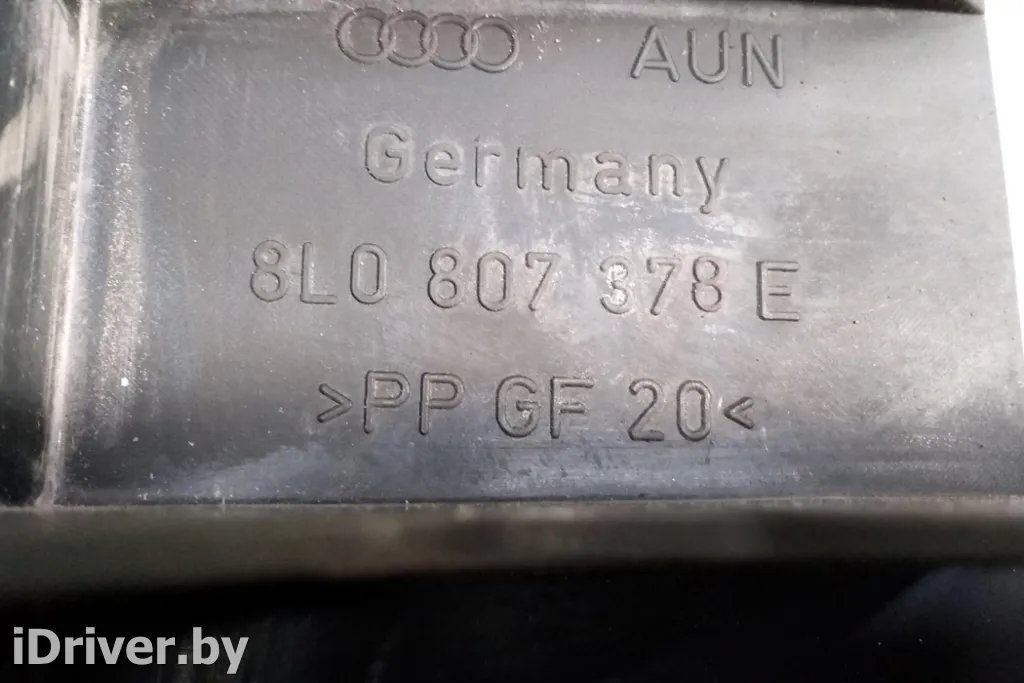 AUN
Germany
8L0 807 378 E
>PP GF 20<
iDriver.by